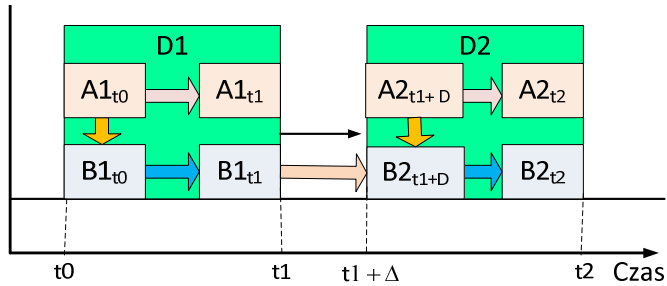 D1 D2
A1t0 A1t1 A2t1+ D A2t2
B1t0 B1t1 B2t1+D B2t2
t0 t1 t1 + Δ t2 Czas